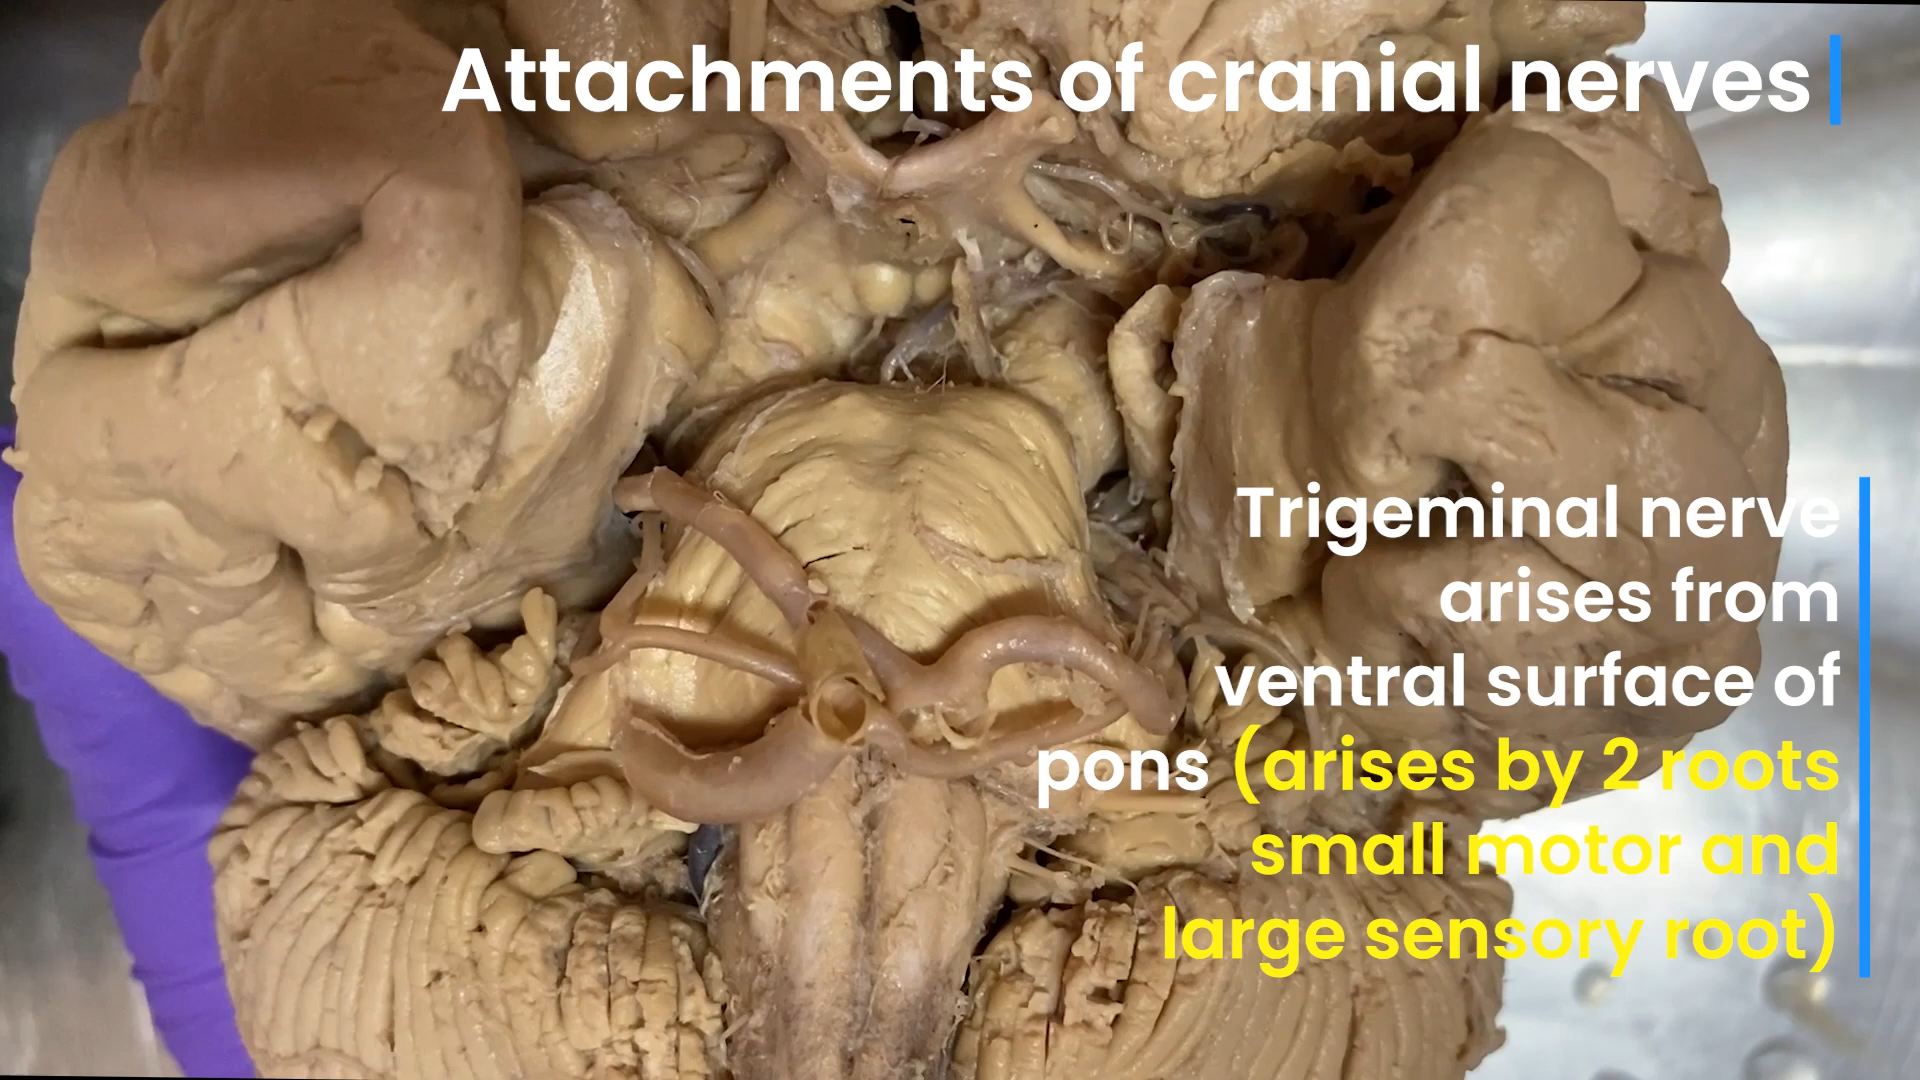 Attachments of cranial nerves
Trigeminal nerve
arises from
ventral surface of
pons (arises by 2 roots
small motor and
large sensory root)